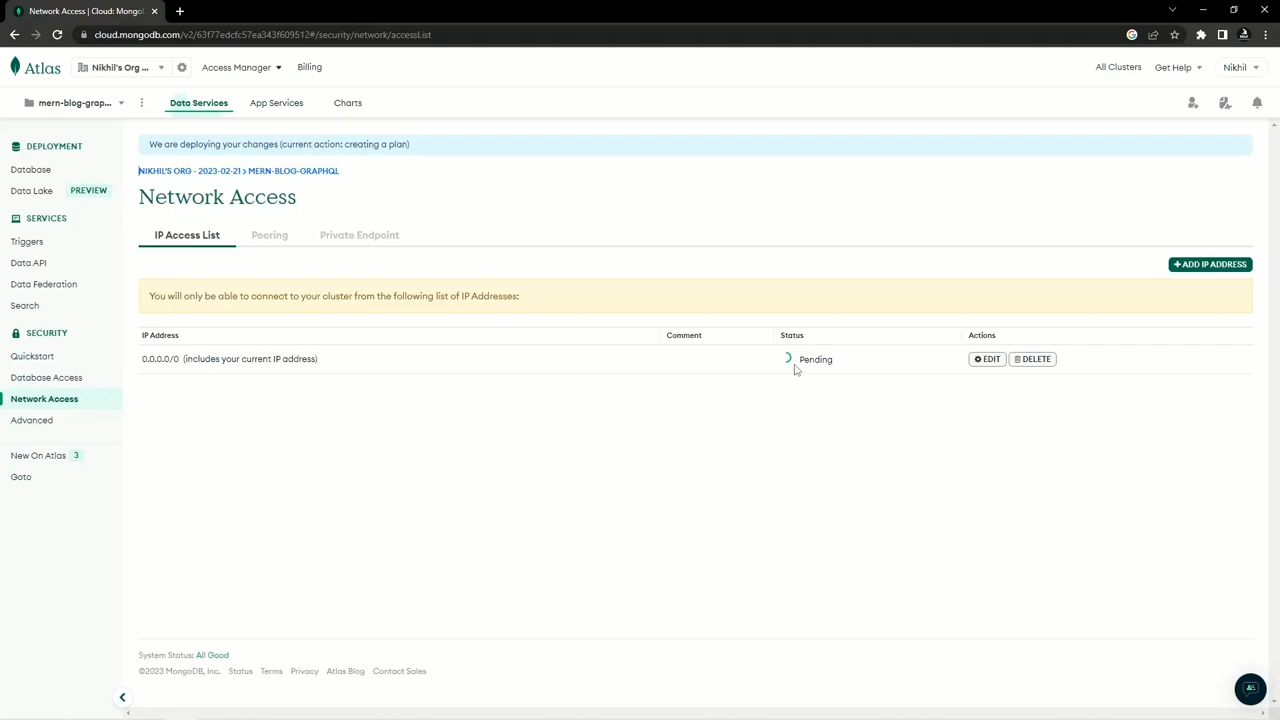 Network Access | Cloud: Mongo
cloud.mongodb.com/v2/63f77edcfc57ea343f609512#/security/network/accessList
Atlas
Nikhil's Org ...
Access Manager
Billing
All Clusters
Get Help
Nikhil
mern-blog-grap...
Data Services
App Services
Charts
DEPLOYMENT
Database
Data Lake PREVIEW
SERVICES
Triggers
Data API
Data Federation
Search
SECURITY
Quickstart
Database Access
Network Access
Advanced
New On Atlas 3
Goto
We are deploying your changes (current action: creating a plan)
NIKHIL'S ORG - 2023-02-21 > MERN-BLOG-GRAPHQL
Network Access
IP Access List
Peering
Private Endpoint
+ ADD IP ADDRESS
You will only be able to connect to your cluster from the following list of IP Addresses:
IP Address
Comment
Status
Actions
0.0.0.0/0 (includes your current IP address)
Pending
EDIT
DELETE
System Status: All Good
©2023 MongoDB, Inc.
Status
Terms
Privacy
Atlas Blog
Contact Sales